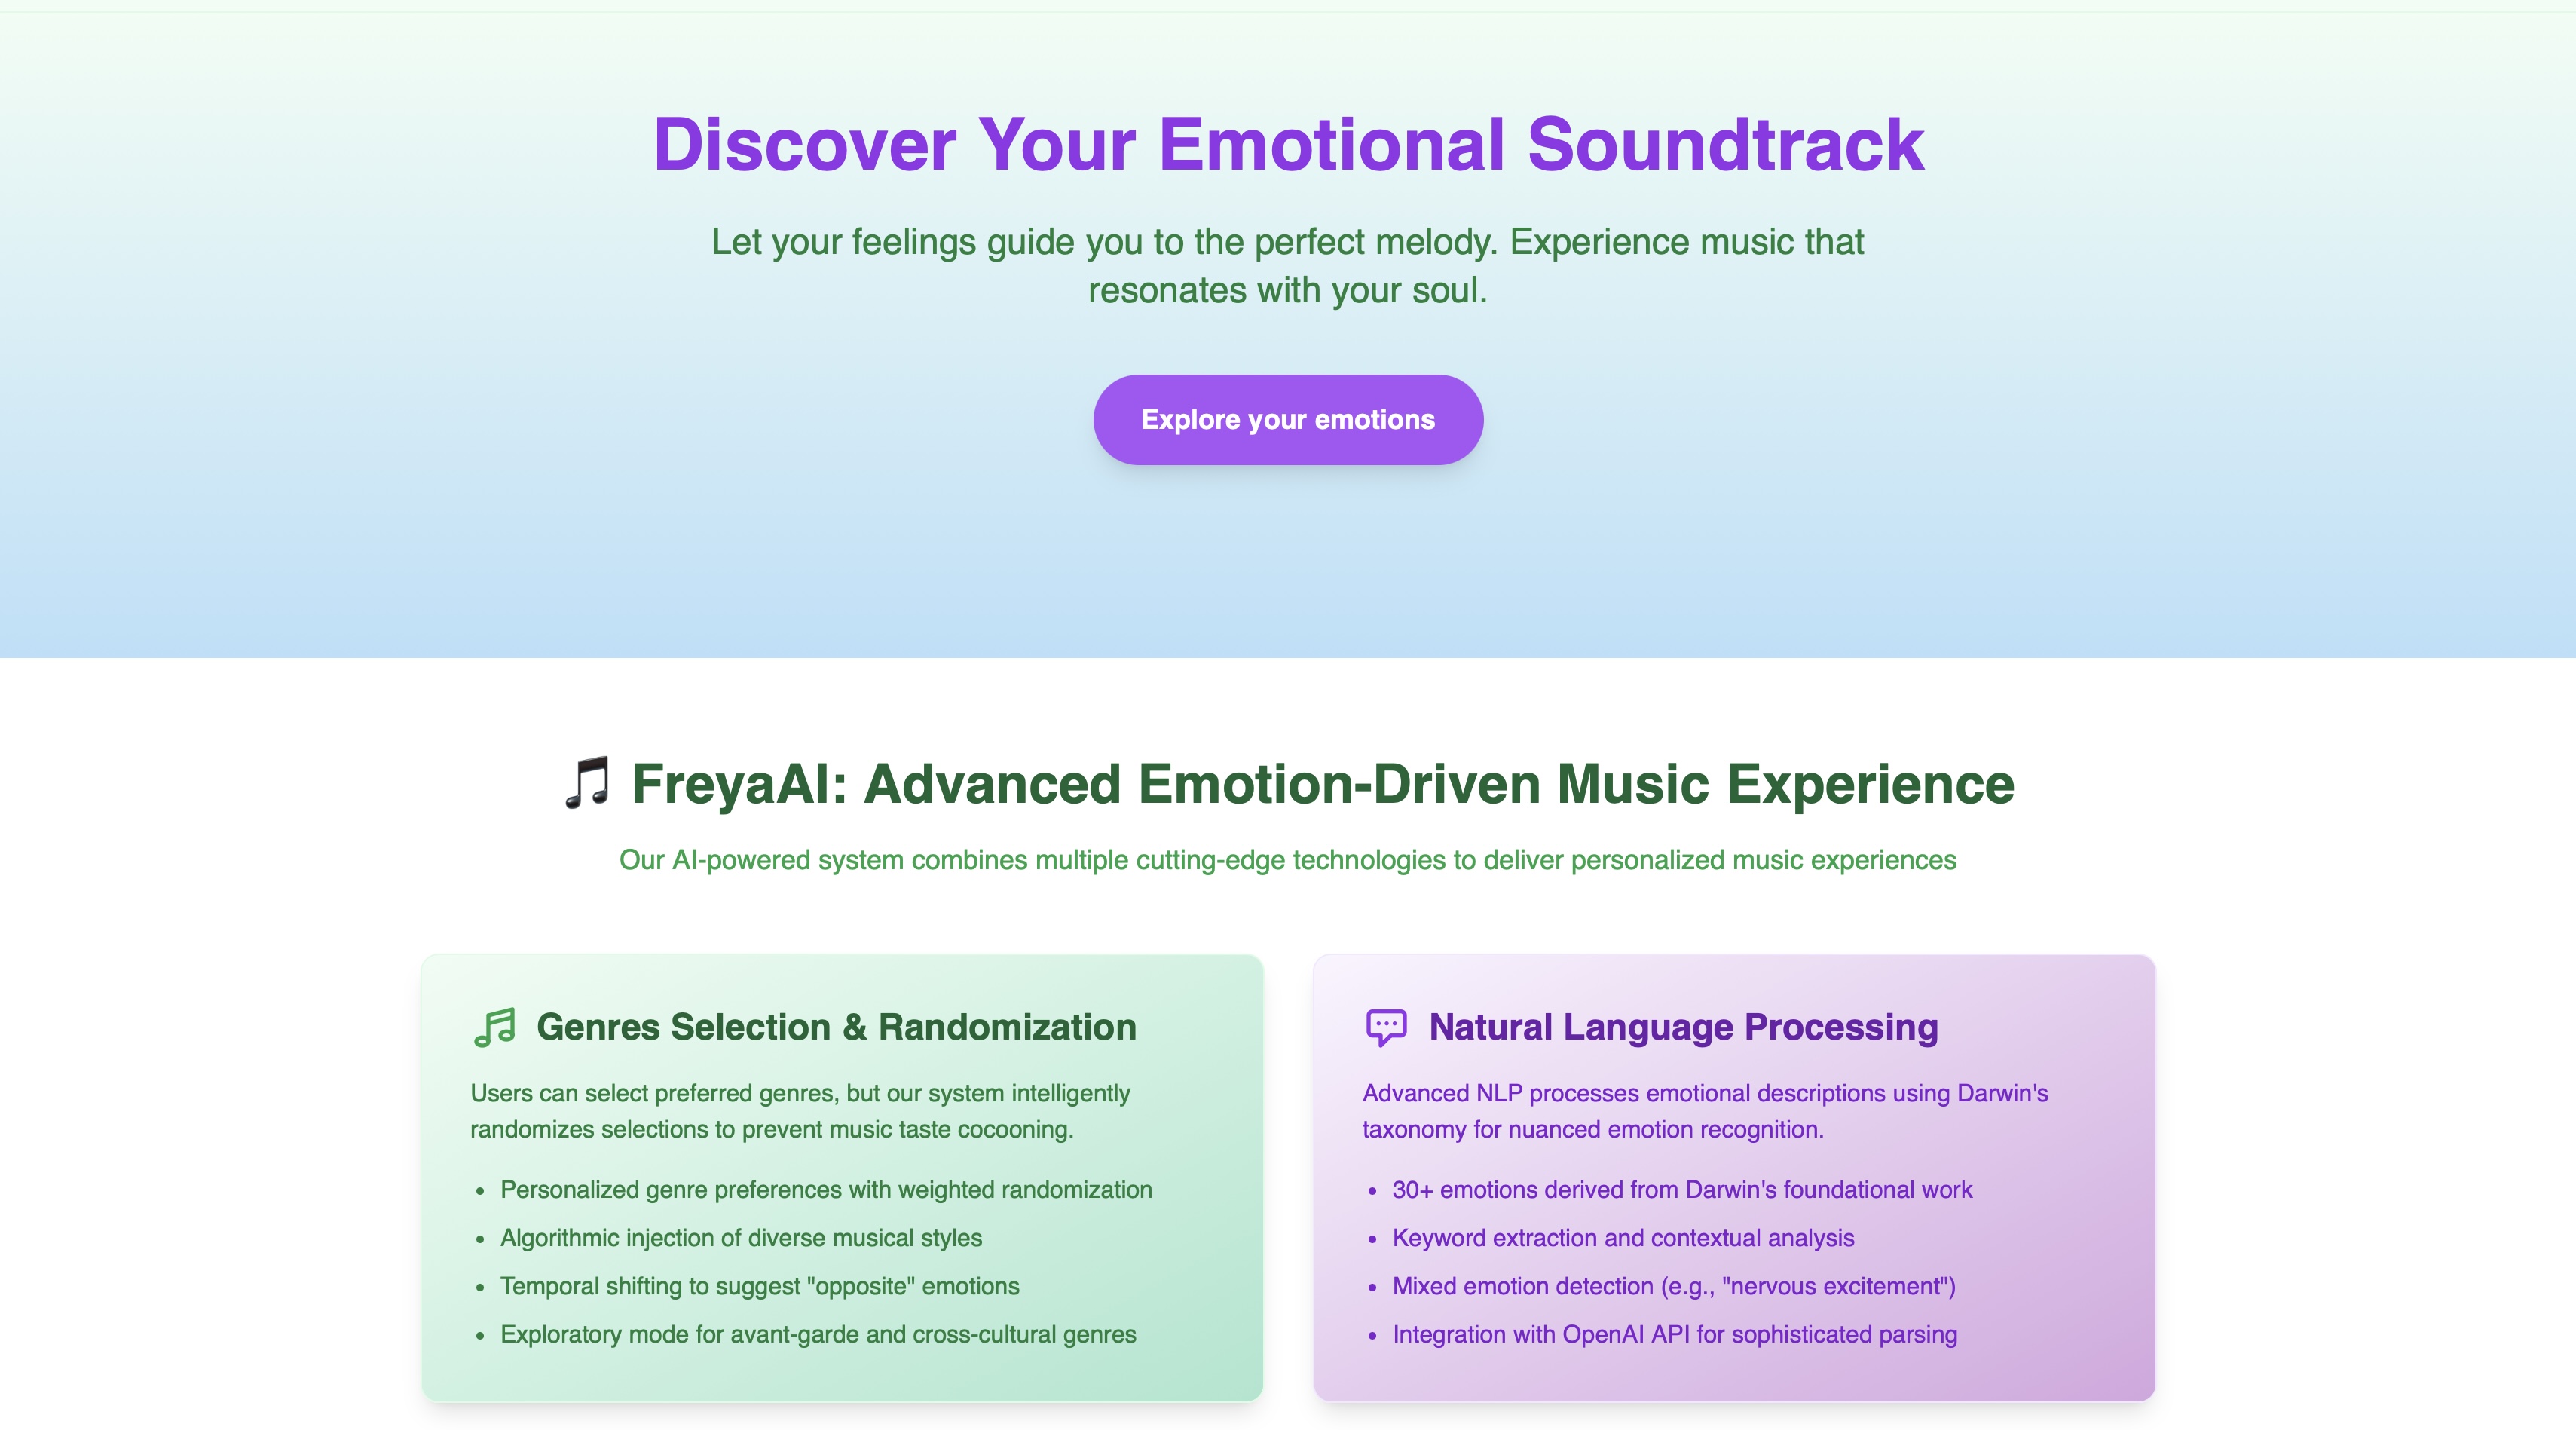 Discover Your Emotional Soundtrack
Let your feelings guide you to the perfect melody. Experience music that
resonates with your soul.
Explore your emotions
🎵 FreyaAI: Advanced Emotion-Driven Music Experience
Our AI-powered system combines multiple cutting-edge technologies to deliver personalized music experiences
Genres Selection & Randomization
Users can select preferred genres, but our system intelligently
randomizes selections to prevent music taste cocooning.
• Personalized genre preferences with weighted randomization
• Algorithmic injection of diverse musical styles
• Temporal shifting to suggest "opposite" emotions
• Exploratory mode for avant-garde and cross-cultural genres
Natural Language Processing
Advanced NLP processes emotional descriptions using Darwin's
taxonomy for nuanced emotion recognition.
• 30+ emotions derived from Darwin's foundational work
• Keyword extraction and contextual analysis
• Mixed emotion detection (e.g., "nervous excitement")
• Integration with OpenAI API for sophisticated parsing